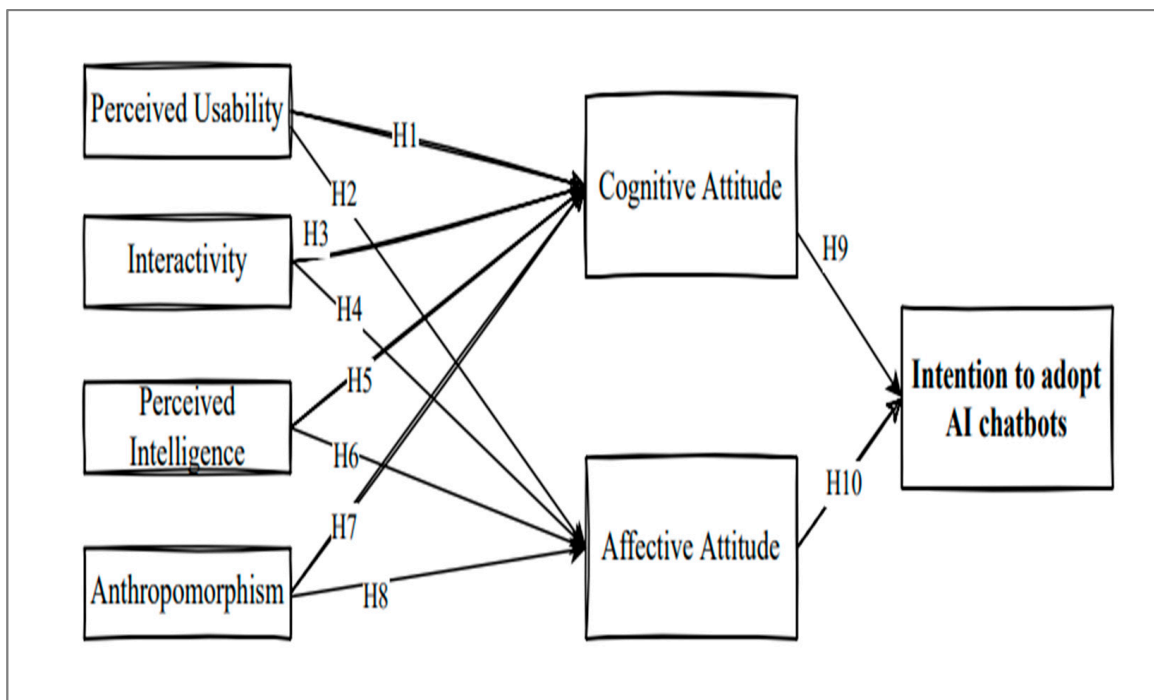 Perceived Usability
H1
Cognitive Attitude
H2
Interactivity
H3
H9
H4
Intention to adopt
AI chatbots
Perceived
Intelligence
H5
H6
H10
Affective Attitude
H7
Anthropomorphism
H8